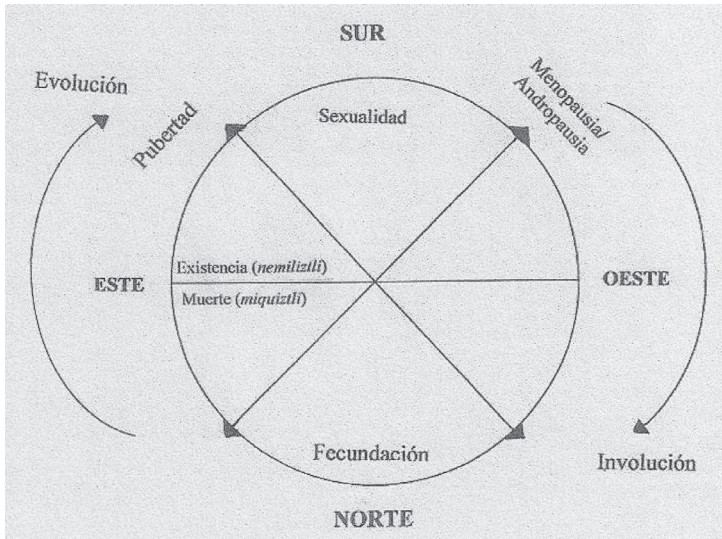 SUR
Evolución
Pubertad
Sexualidad
Menopausia/
Andropausia
Existencia (nemiliztli)
ESTE
OESTE
Muerte (miquiztli)
Fecundación
Involución
NORTE